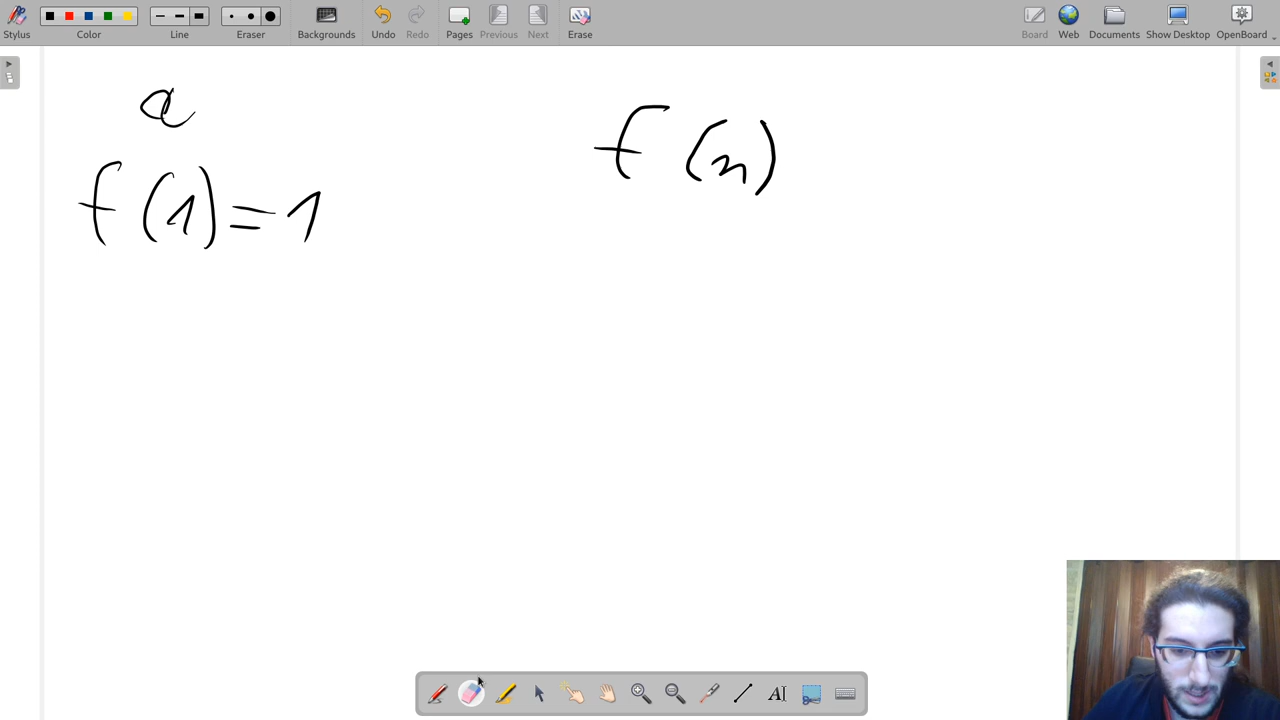 Stylus
Color
Line
Eraser
Backgrounds
Undo
Redo
Pages
Previous
Next
Erase
Board
Web
Documents
Show Desktop
OpenBoard
a
f(1)=1
f(n)
AI